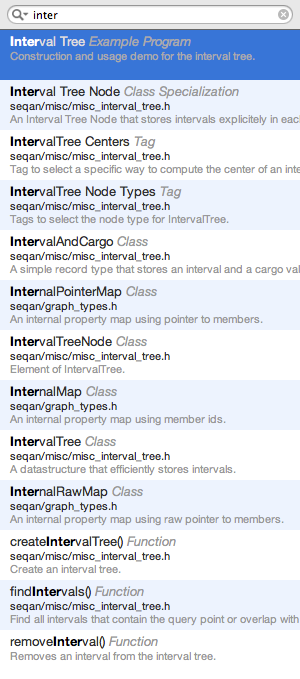 inter
Interval Tree Example Program
Construction and usage demo for the interval tree.
Interval Tree Node Class Specialization
seqan/misc/misc_interval_tree.h
An Interval Tree Node that stores intervals explicitely in eac
IntervalTree Centers Tag
seqan/misc/misc_interval_tree.h
Tag to select a specific way to compute the center of an inte
IntervalTree Node Types Tag
seqan/misc/misc_interval_tree.h
Tags to select the node type for IntervalTree.
IntervalAndCargo Class
seqan/misc/misc_interval_tree.h
A simple record type that stores an interval and a cargo val
InternalPointerMap Class
seqan/graph_types.h
An internal property map using pointer to members.
IntervalTreeNode Class
seqan/misc/misc_interval_tree.h
Element of IntervalTree.
InternalMap Class
seqan/graph_types.h
An internal property map using member ids.
IntervalTree Class
seqan/misc/misc_interval_tree.h
A datastructure that efficiently stores intervals.
InternalRawMap Class
seqan/graph_types.h
An internal property map using raw pointer to members.
createIntervalTree() Function
seqan/misc/misc_interval_tree.h
Create an interval tree.
findIntervals() Function
seqan/misc/misc_interval_tree.h
Find all intervals that contain the query point or overlap with
removeInterval() Function
Removes an interval from the interval tree.